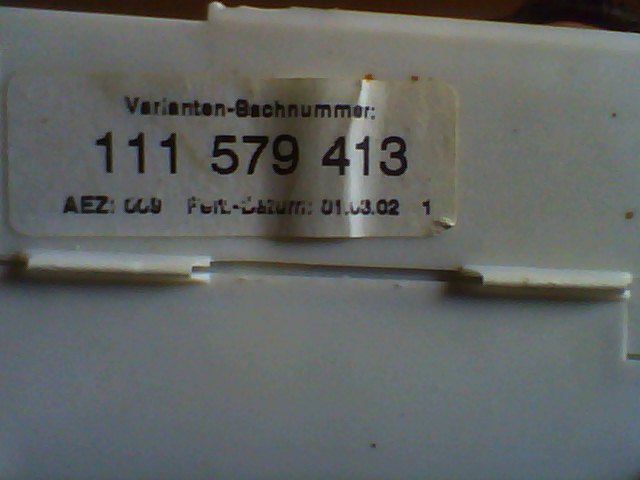 Varianten-Sachnummer:
111 579 413
AEZ: 009 Fert.-Datum: 01.03.02 1